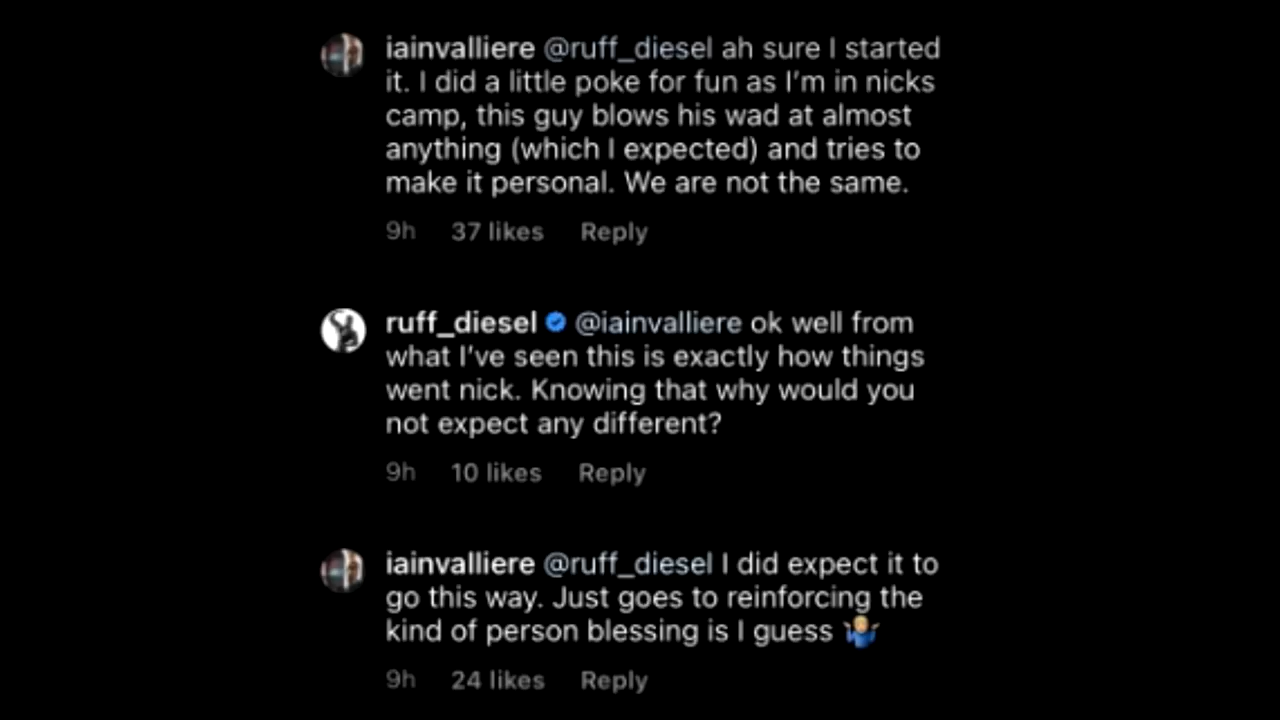 iainvalliere @ruff_diesel ah sure I started
it. I did a little poke for fun as I'm in nicks
camp, this guy blows his wad at almost
anything (which I expected) and tries to
make it personal. We are not the same.
9h 37 likes Reply
ruff_diesel @iainvalliere ok well from
what I've seen this is exactly how things
went nick. Knowing that why would you
not expect any different?
9h 10 likes Reply
iainvalliere @ruff_diesel I did expect it to
go this way. Just goes to reinforcing the
kind of person blessing is I guess 🤷🏼‍♂️
9h 24 likes Reply